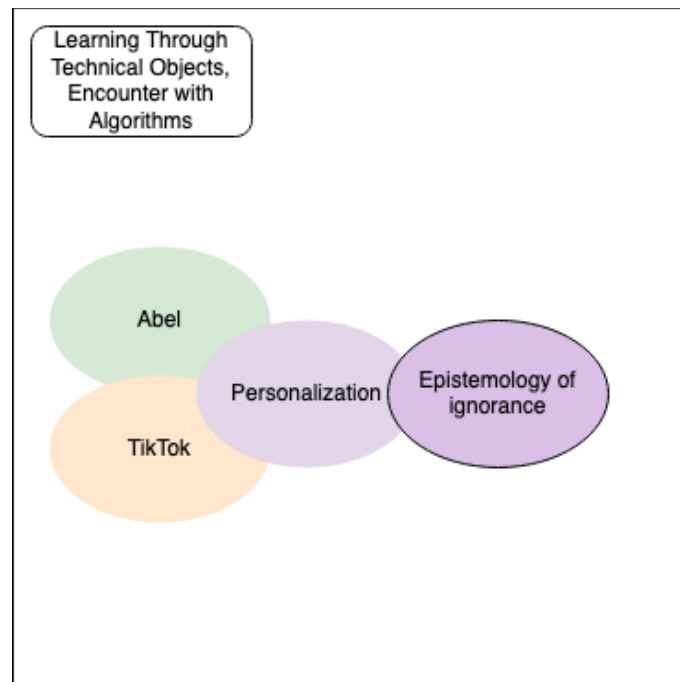 Learning Through
Technical Objects,
Encounter with
Algorithms
Abel
TikTok
Personalization
Epistemology of
ignorance